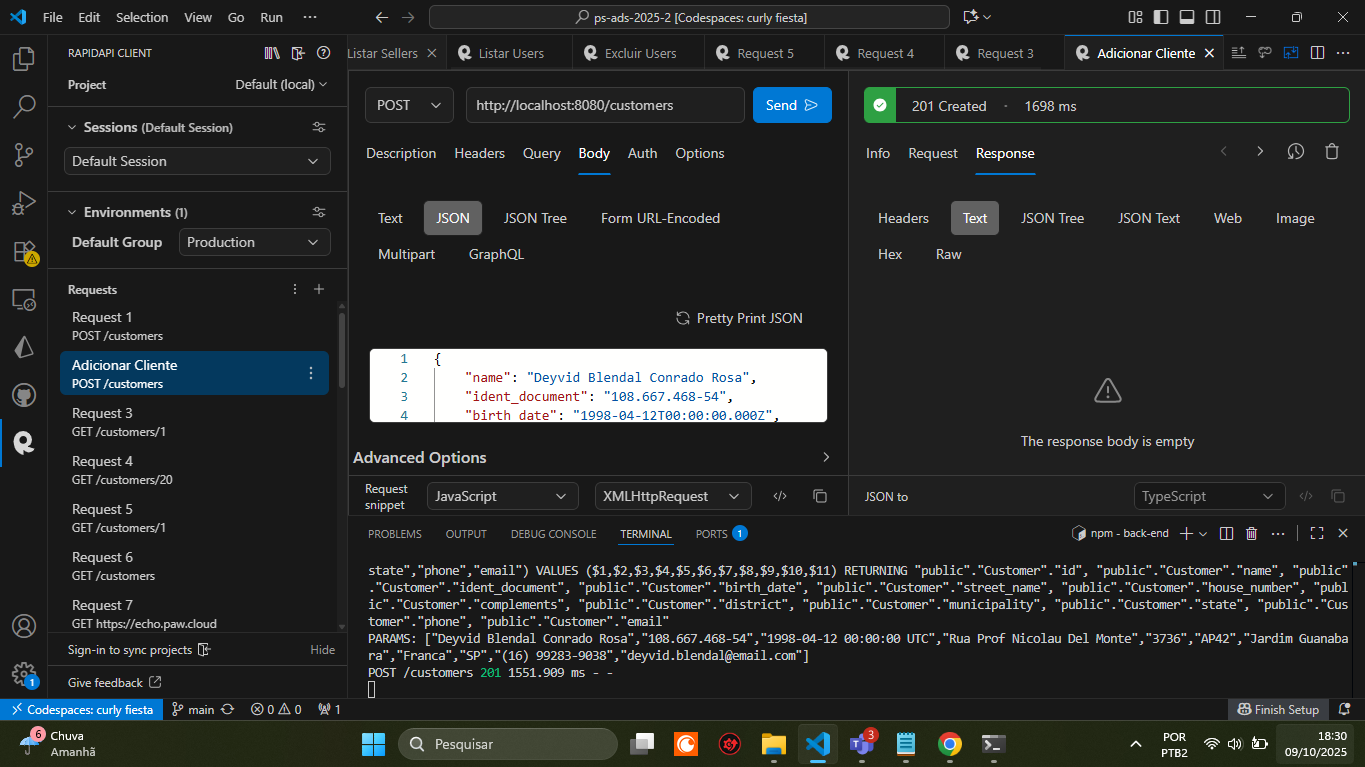 File Edit Selection View Go Run ···
ps-ads-2025-2 [Codespaces: curly fiesta]
RAPIDAPI CLIENT
Project Default (local)
Sessions (Default Session)
Default Session
Environments (1)
Default Group Production
Requests
Request 1
POST /customers
Adicionar Cliente
POST /customers
Request 3
GET /customers/1
Request 4
GET /customers/20
Request 5
GET /customers/1
Request 6
GET /customers
Request 7
GET https://echo.paw.cloud
Sign-in to sync projects Hide
Give feedback
Listar Sellers Listar Users Excluir Users Request 5 Request 4 Request 3 Adicionar Cliente
POST http://localhost:8080/customers Send
Description Headers Query Body Auth Options
Text JSON JSON Tree Form URL-Encoded
Multipart GraphQL
Pretty Print JSON
1 {
2 "name": "Deyvid Blendal Conrado Rosa",
3 "ident_document": "108.667.468-54",
4 "birth_date": "1998-04-12T00:00:00.000Z",
Advanced Options
Request snippet JavaScript XMLHttpRequest
201 Created · 1698 ms
Info Request Response
Headers Text JSON Tree JSON Text Web Image
Hex Raw
The response body is empty
JSON to TypeScript
PROBLEMS OUTPUT DEBUG CONSOLE TERMINAL PORTS 1
npm - back-end
state","phone","email") VALUES ($1,$2,$3,$4,$5,$6,$7,$8,$9,$10,$11) RETURNING "public"."Customer"."id", "public"."Customer"."name", "public"
."Customer"."ident_document", "public"."Customer"."birth_date", "public"."Customer"."street_name", "public"."Customer"."house_number", "publ
ic"."Customer"."complements", "public"."Customer"."district", "public"."Customer"."municipality", "public"."Customer"."state", "public"."Cus
tomer"."phone", "public"."Customer"."email"
PARAMS: ["Deyvid Blendal Conrado Rosa","108.667.468-54","1998-04-12 00:00:00 UTC","Rua Prof Nicolau Del Monte","3736","AP42","Jardim Guanaba
ra","Franca","SP","(16) 99283-9038","deyvid.blendal@email.com"]
POST /customers 201 1551.909 ms - -
1
Codespaces: curly fiesta main 0 0 1 Finish Setup
6
Chuva
Amanhã
Pesquisar
3
POR
PTB2
18:30
09/10/2025